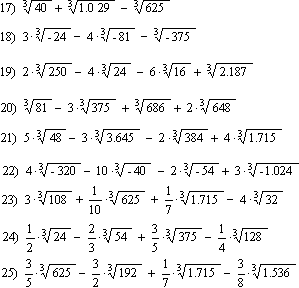 17) ∛40 + ∛1.0 29 − ∛625
18) 3·∛-24 − 4·∛-81 − ∛-375
19) 2·∛250 − 4·∛24 − 6·∛16 + ∛2.187
20) ∛81 − 3·∛375 + ∛686 + 2·∛648
21) 5·∛48 − 3·∛3.645 − 2·∛384 + 4·∛1.715
22) 4·∛-320 − 10·∛-40 − 2·∛-54 + 3·∛-1.024
23) 3·∛108 + 1/10·∛625 + 1/7·∛1.715 − 4·∛32
24) 1/2·∛24 − 2/3·∛54 + 3/5·∛375 − 1/4·∛128
25) 3/5·∛625 − 3/2·∛192 + 1/7·∛1.715 − 3/8·∛1.536